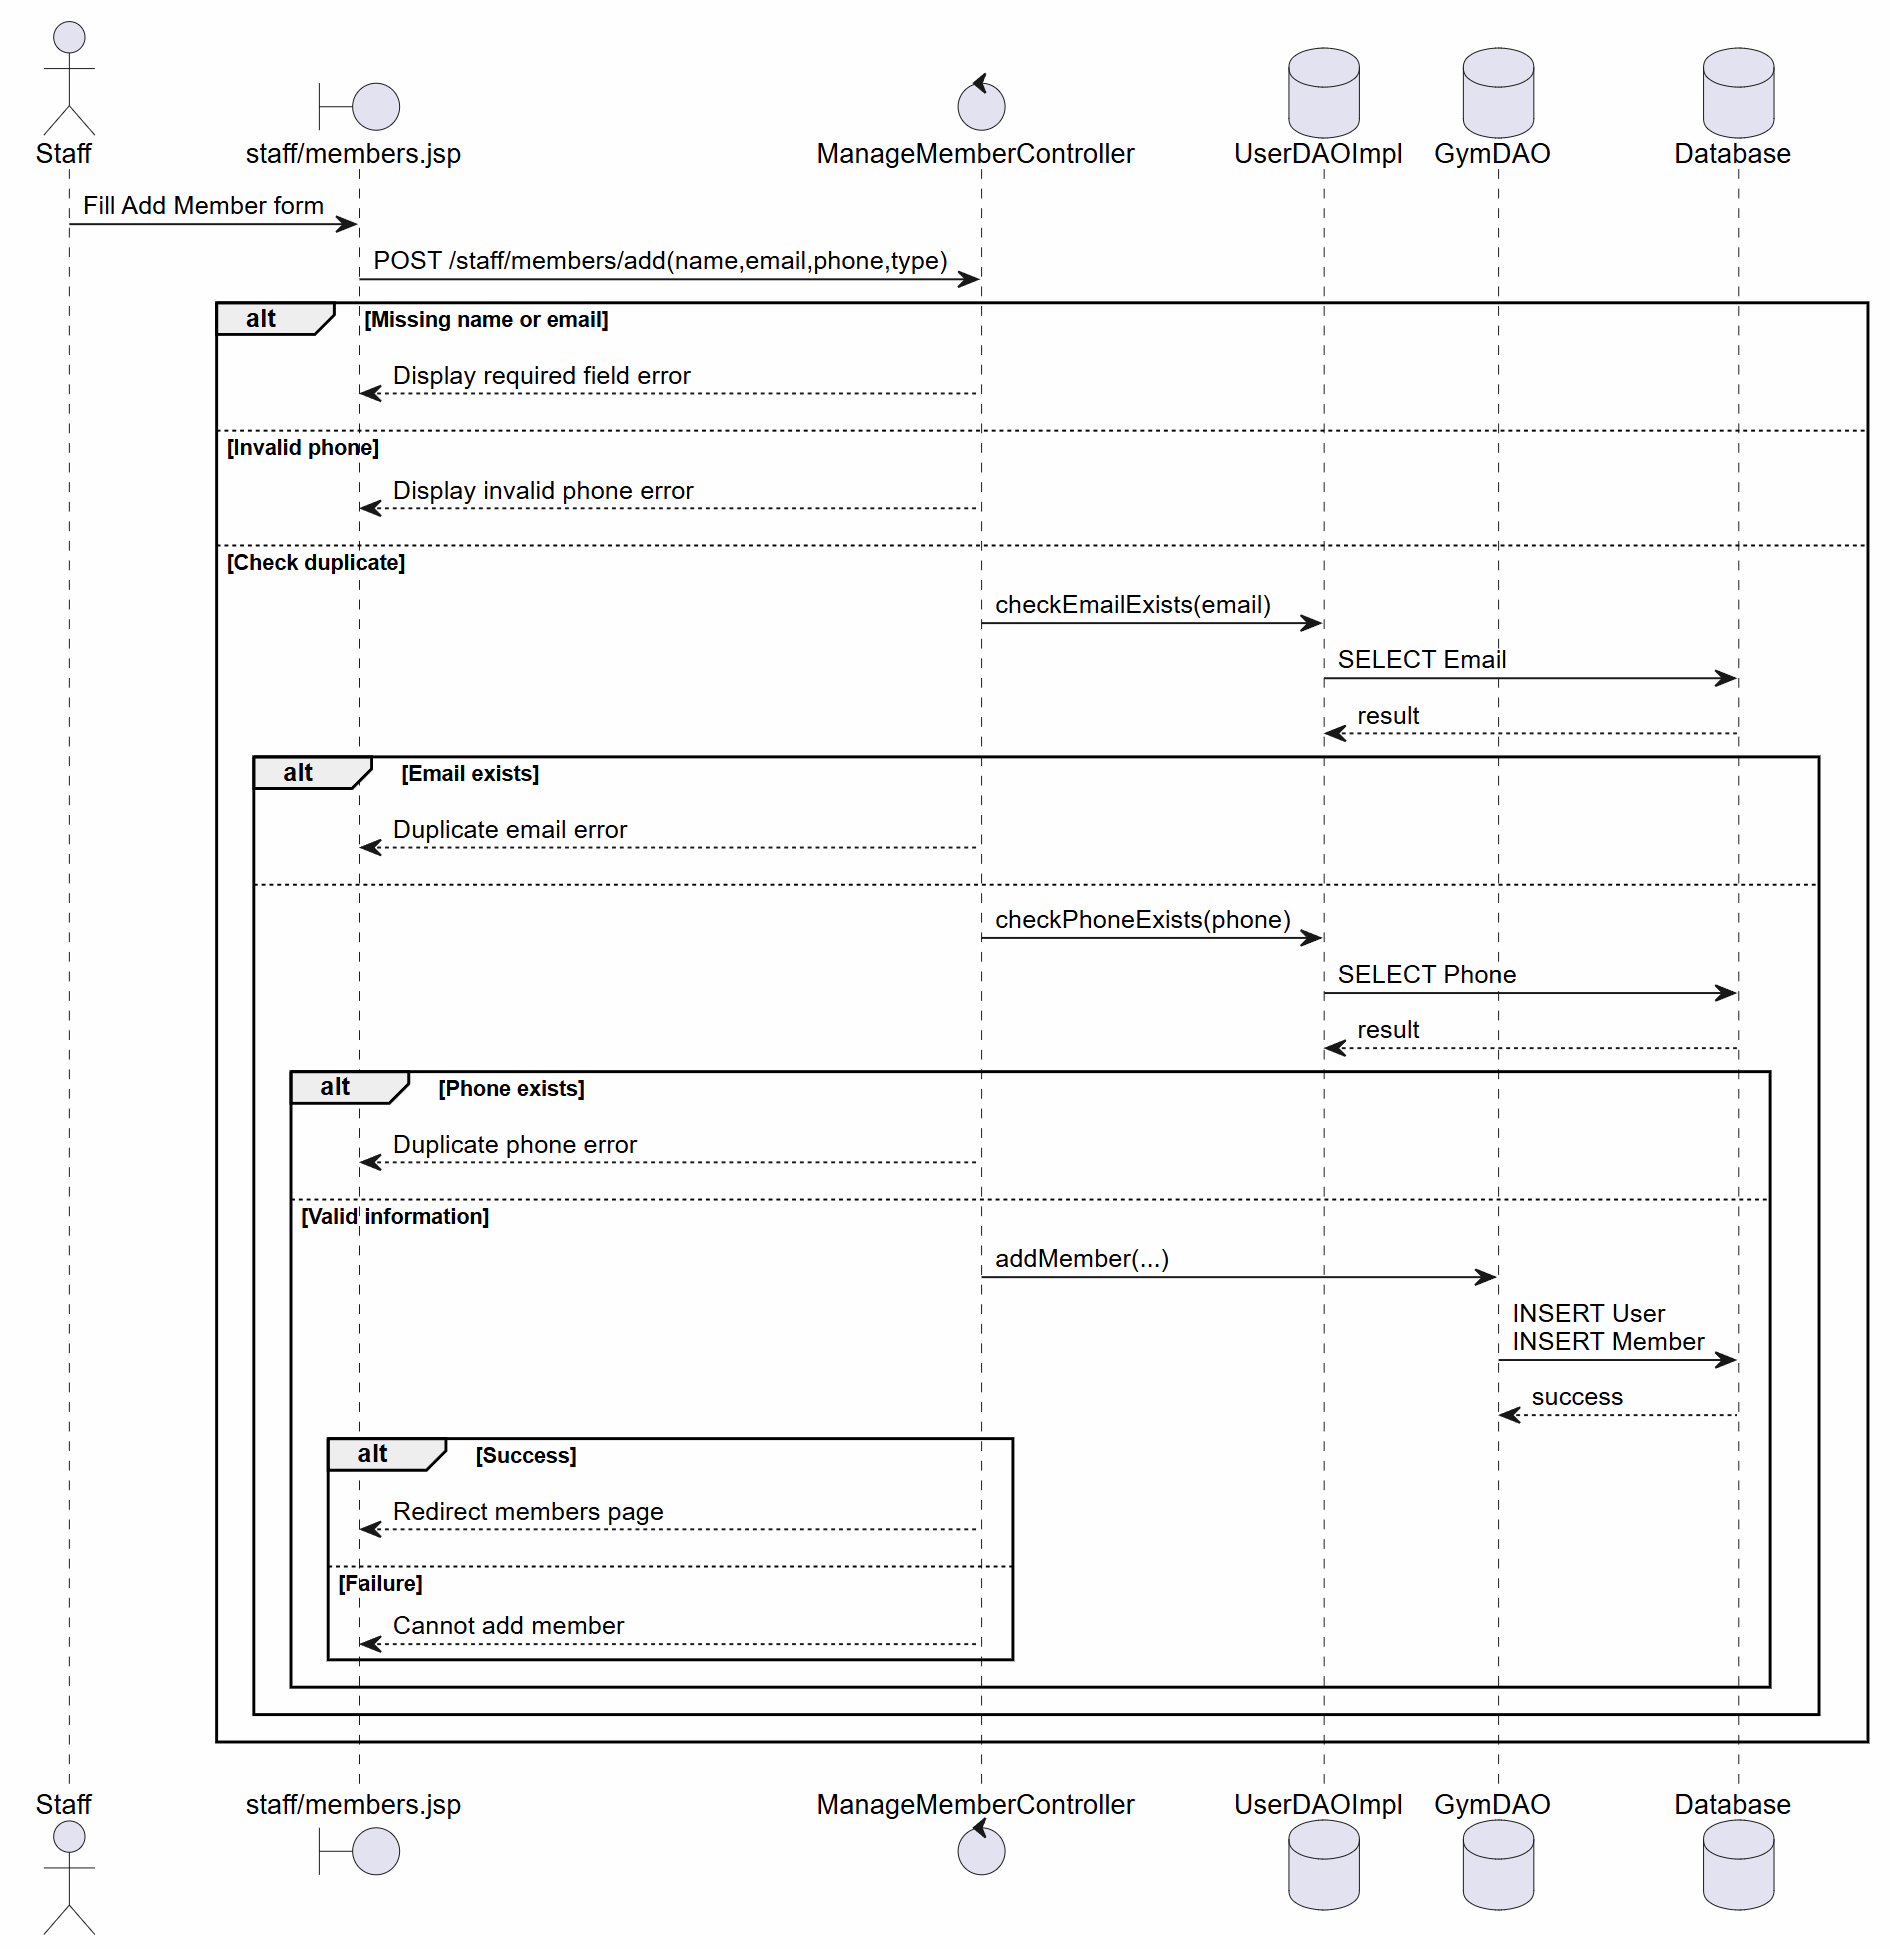 Staff
staff/members.jsp
ManageMemberController
UserDAOImpl
GymDAO
Database
Fill Add Member form
POST /staff/members/add(name,email,phone,type)
alt
[Missing name or email]
Display required field error
[Invalid phone]
Display invalid phone error
[Check duplicate]
checkEmailExists(email)
SELECT Email
result
alt
[Email exists]
Duplicate email error
checkPhoneExists(phone)
SELECT Phone
result
alt
[Phone exists]
Duplicate phone error
[Valid information]
addMember(...)
INSERT User
INSERT Member
success
alt
[Success]
Redirect members page
[Failure]
Cannot add member
Staff
staff/members.jsp
ManageMemberController
UserDAOImpl
GymDAO
Database